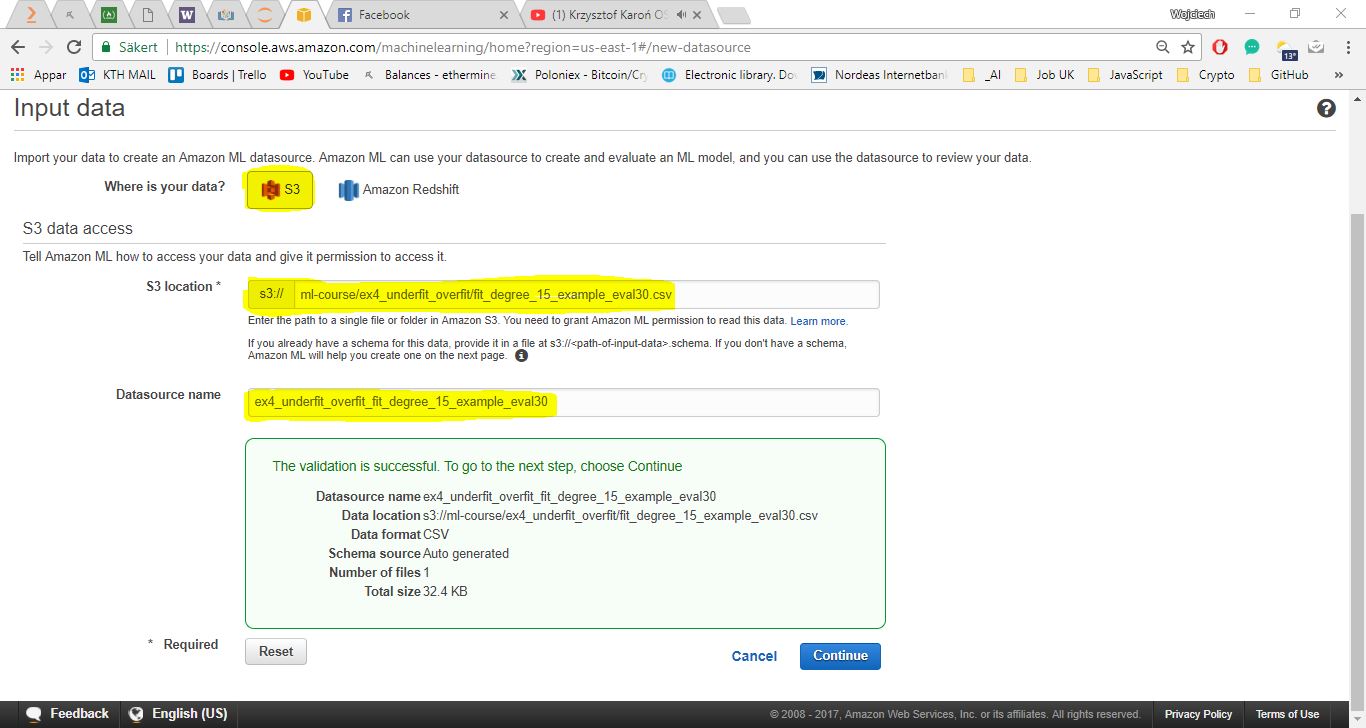 Wojciech
Facebook
(1) Krzysztof Karoń OS
Säkert
https://console.aws.amazon.com/machinelearning/home?region=us-east-1#/new-datasource
13°
Appar
KTH MAIL
Boards | Trello
YouTube
Balances - ethermine
Poloniex - Bitcoin/Cry
Electronic library. Do
Nordeas Internetban
_AI
Job UK
JavaScript
Crypto
GitHub
»
Input data
Import your data to create an Amazon ML datasource. Amazon ML can use your datasource to create and evaluate an ML model, and you can use the datasource to review your data.
Where is your data? S3 Amazon Redshift
S3 data access
Tell Amazon ML how to access your data and give it permission to access it.
S3 location * s3:// ml-course/ex4_underfit_overfit/fit_degree_15_example_eval30.csv
Enter the path to a single file or folder in Amazon S3. You need to grant Amazon ML permission to read this data. Learn more.
If you already have a schema for this data, provide it in a file at s3://<path-of-input-data>.schema. If you don't have a schema,
Amazon ML will help you create one on the next page.
Datasource name ex4_underfit_overfit_fit_degree_15_example_eval30
The validation is successful. To go to the next step, choose Continue
Datasource name ex4_underfit_overfit_fit_degree_15_example_eval30
Data location s3://ml-course/ex4_underfit_overfit/fit_degree_15_example_eval30.csv
Data format CSV
Schema source Auto generated
Number of files 1
Total size 32.4 KB
* Required Reset Cancel Continue
Feedback English (US) © 2008 - 2017, Amazon Web Services, Inc. or its affiliates. All rights reserved. Privacy Policy Terms of Use